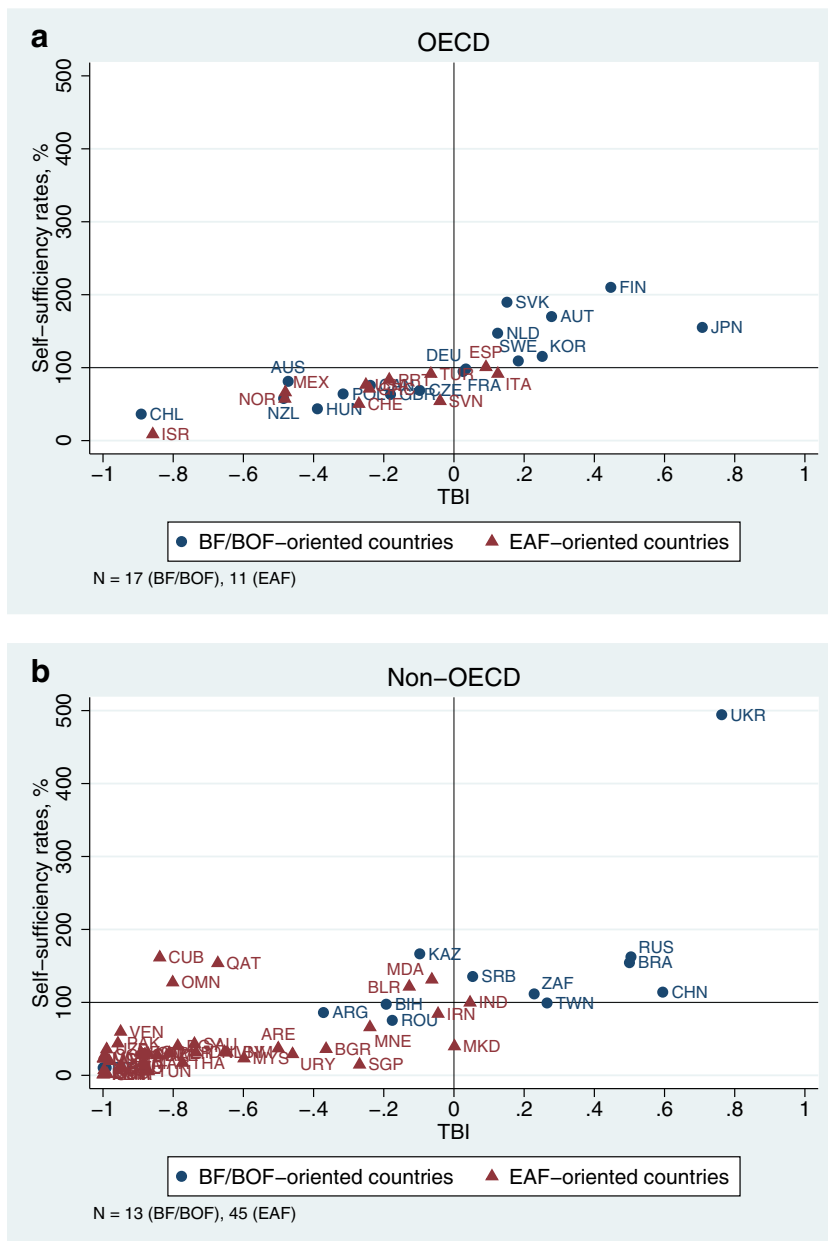 a
OECD
Self−sufficiency rates, %
500
400
300
200
100
0
FIN
SVK
AUT
JPN
NLD
SWE
KOR
ESP
DEU
TUR
FRA
ITA
AUS
MEX
PRT
CAN
CZE
NOR
POL
GBR
NZL
HUN
CHE
SVN
CHL
ISR
−1 −.8 −.6 −.4 −.2 0 .2 .4 .6 .8 1
TBI
BF/BOF−oriented countries EAF−oriented countries
N = 17 (BF/BOF), 11 (EAF)
b
Non−OECD
Self−sufficiency rates, %
500
400
300
200
100
0
UKR
CUB
QAT
KAZ
RUS
BRA
OMN
MDA
SRB
BLR
ZAF
CHN
ARG
BIH
IND
TWN
ROU
IRN
VEN
MNE
PAK
SAU
ARE
BGR
MKD
THA
MYS
URY
SGP
TUN
−1 −.8 −.6 −.4 −.2 0 .2 .4 .6 .8 1
TBI
BF/BOF−oriented countries EAF−oriented countries
N = 13 (BF/BOF), 45 (EAF)